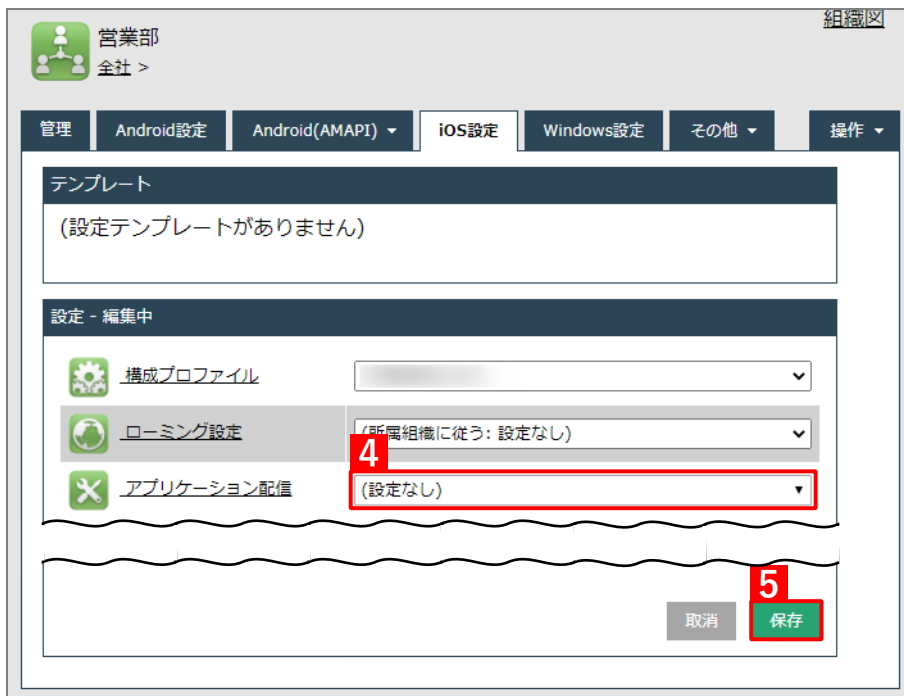 組織図
営業部
全社 >
管理 Android設定 Android(AMAPI) iOS設定 Windows設定 その他 操作
テンプレート
(設定テンプレートがありません)
設定 - 編集中
構成プロファイル
ローミング設定 (所属組織に従う: 設定なし)
4
アプリケーション配信 (設定なし)
5
取消 保存